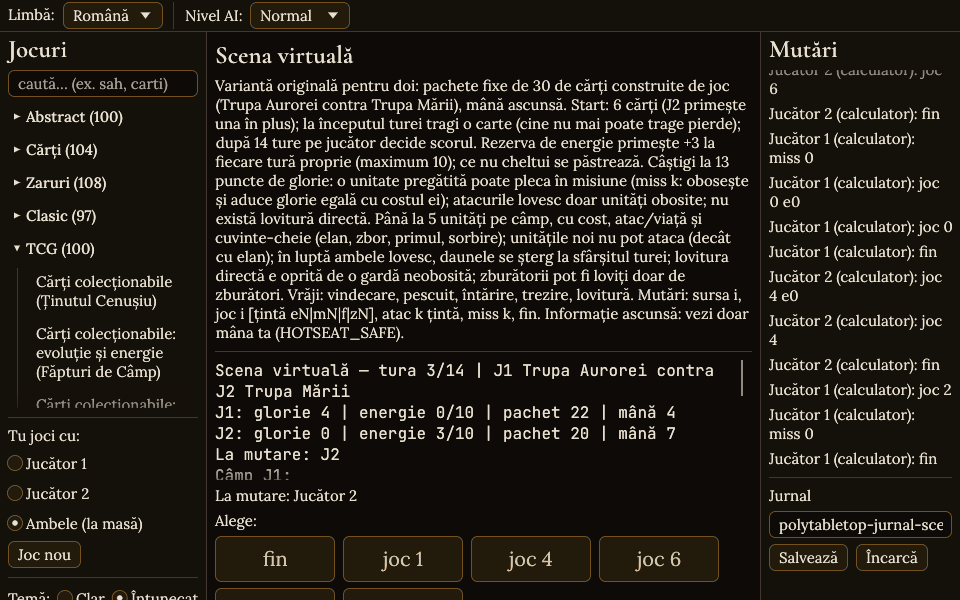 Limbă: Română ▼ Nivel AI: Normal ▼
Jocuri
caută... (ex. sah, carti)
▸ Abstract (100)
▸ Cărți (104)
▸ Zaruri (108)
▸ Clasic (97)
▾ TCG (100)
Cărți colecționabile
(Ținutul Cenușiu)
Cărți colecționabile:
evoluție și energie
(Făpturi de Câmp)
Cărți colecționabile:
Tu joci cu:
Jucător 1
Jucător 2
Ambele (la masă)
Joc nou
Temă: Clar Întunecat
Scena virtuală
Variantă originală pentru doi: pachete fixe de 30 de cărți construite de joc
(Trupa Aurorei contra Trupa Mării), mână ascunsă. Start: 6 cărți (J2 primește
una în plus); la începutul turei tragi o carte (cine nu mai poate trage pierde);
după 14 ture pe jucător decide scorul. Rezerva de energie primește +3 la
fiecare tură proprie (maximum 10); ce nu cheltui se păstrează. Câștigi la 13
puncte de glorie: o unitate pregătită poate pleca în misiune (miss k: obosește
și aduce glorie egală cu costul ei); atacurile lovesc doar unități obosite; nu
există lovitură directă. Până la 5 unități pe câmp, cu cost, atac/viață și
cuvinte-cheie (elan, zbor, primul, sorbire); unitățile noi nu pot ataca (decât
cu elan); în luptă ambele lovesc, daunele se șterg la sfârșitul turei; lovitura
directă e oprită de o gardă neobosită; zburătorii pot fi loviți doar de
zburători. Vrăji: vindecare, pescuit, întărire, trezire, lovitură. Mutări: sursa i,
joc i [țintă eN|mN|f|zN], atac k țintă, miss k, fin. Informație ascunsă: vezi doar
mâna ta (HOTSEAT_SAFE).
Scena virtuală — tura 3/14 | J1 Trupa Aurorei contra
J2 Trupa Mării
J1: glorie 4 | energie 0/10 | pachet 22 | mână 4
J2: glorie 0 | energie 3/10 | pachet 20 | mână 7
La mutare: J2
Câmp J1:
La mutare: Jucător 2
Alege:
fin joc 1 joc 4 joc 6
Mutări
Jucător 2 (calculator): joc
6
Jucător 2 (calculator): fin
Jucător 1 (calculator):
miss 0
Jucător 1 (calculator): joc
0 e0
Jucător 1 (calculator): joc 0
Jucător 1 (calculator): fin
Jucător 2 (calculator): joc
4 e0
Jucător 2 (calculator): joc
4
Jucător 2 (calculator): fin
Jucător 1 (calculator): joc 2
Jucător 1 (calculator):
miss 0
Jucător 1 (calculator): fin
Jurnal
polytabletop-jurnal-sce
Salvează Încarcă